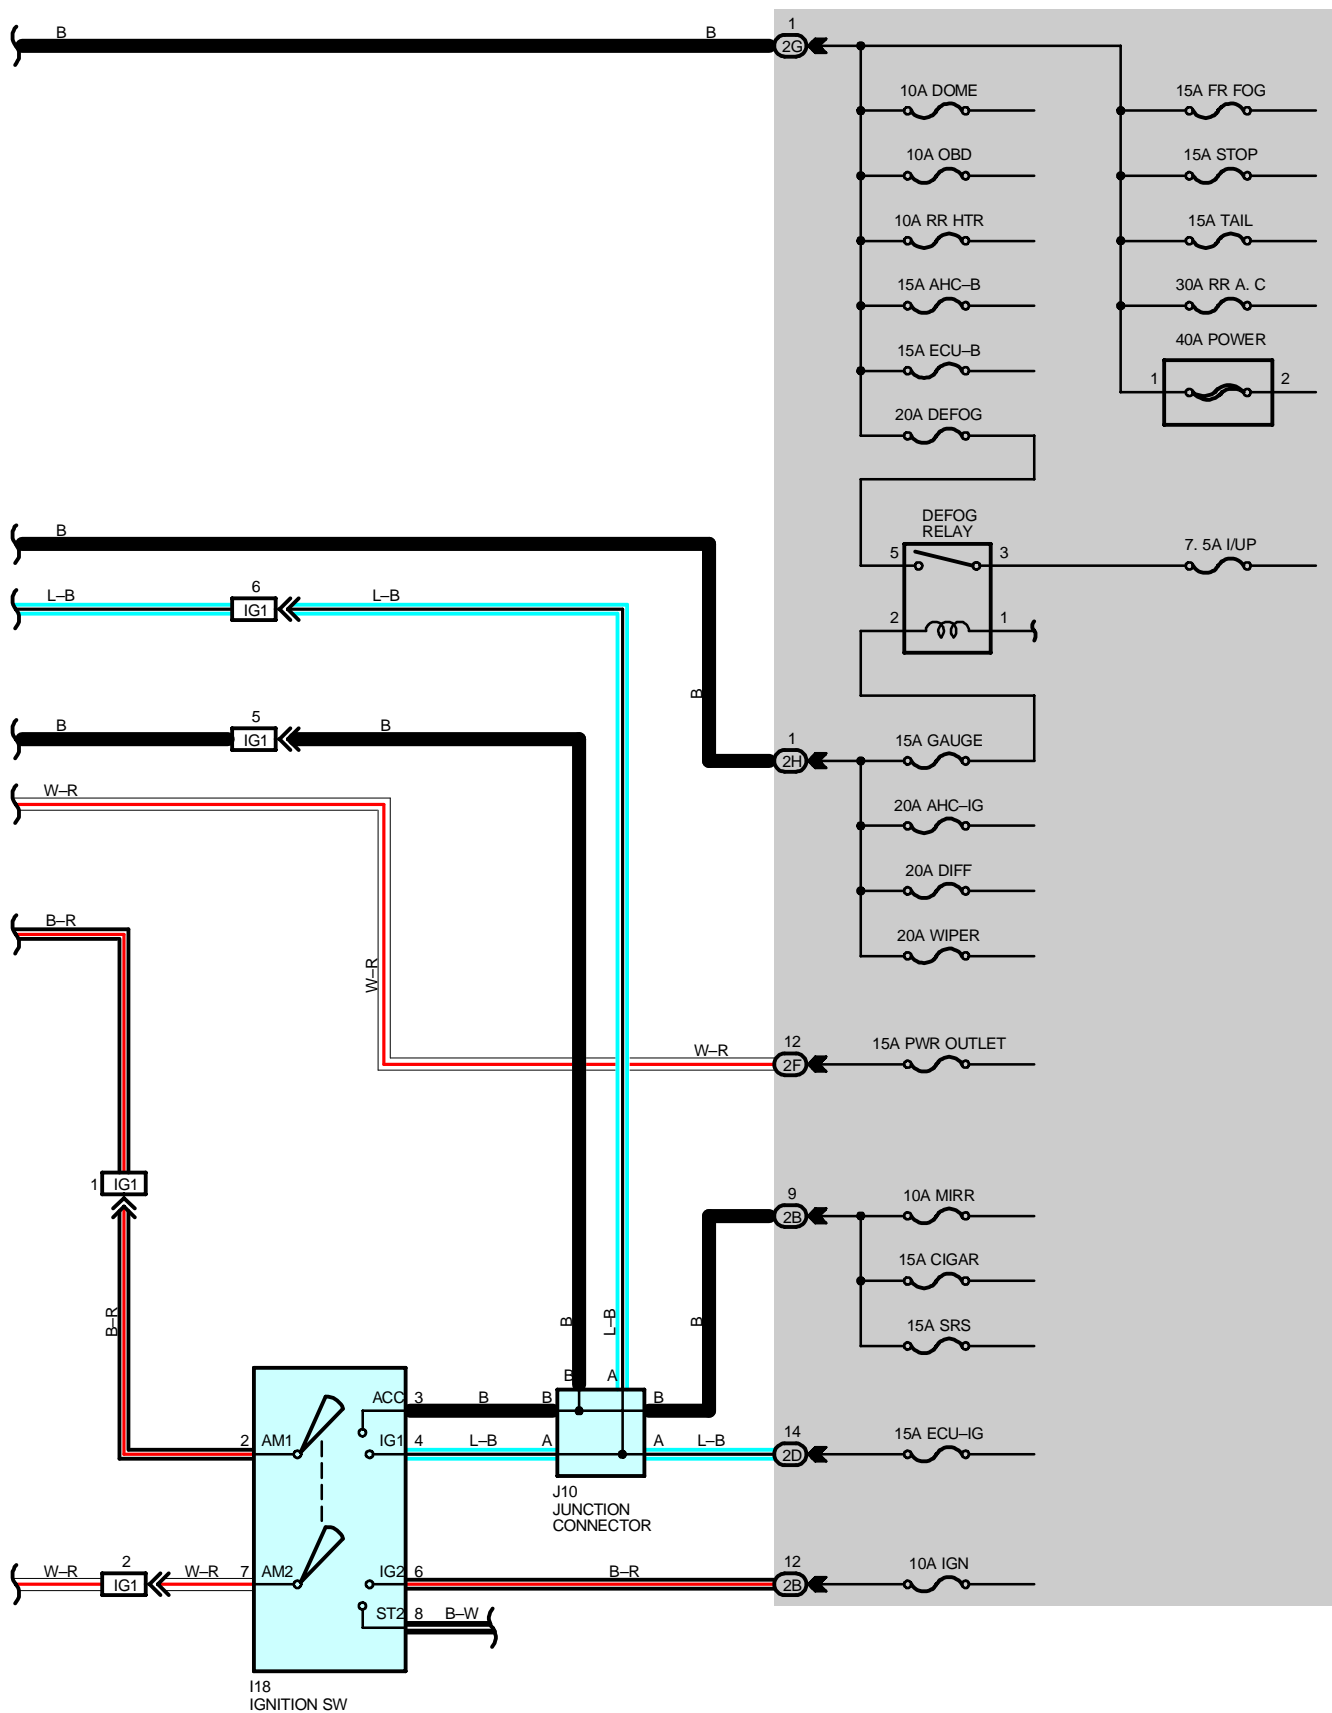 B
B
1
2G
10A DOME
15A FR FOG
10A OBD
15A STOP
10A RR HTR
15A TAIL
15A AHC–B
30A RR A. C
15A ECU–B
40A POWER
1
2
20A DEFOG
DEFOG
RELAY
B
5
3
7. 5A I/UP
L–B
6
IG1
L–B
2
1
B
B
5
IG1
B
1
2H
15A GAUGE
W–R
20A AHC–IG
20A DIFF
B–R
20A WIPER
W–R
W–R
12
2F
15A PWR OUTLET
1
IG1
9
2B
10A MIRR
15A CIGAR
B–R
B
L–B
B
15A SRS
B
A
ACC
3
B
B
B
2
AM1
IG1
4
L–B
A
A
L–B
14
2D
15A ECU–IG
J10
JUNCTION
CONNECTOR
W–R
2
IG1
W–R
7
AM2
IG2
6
B–R
12
2B
10A IGN
ST2
8
B–W
I18
IGNITION SW